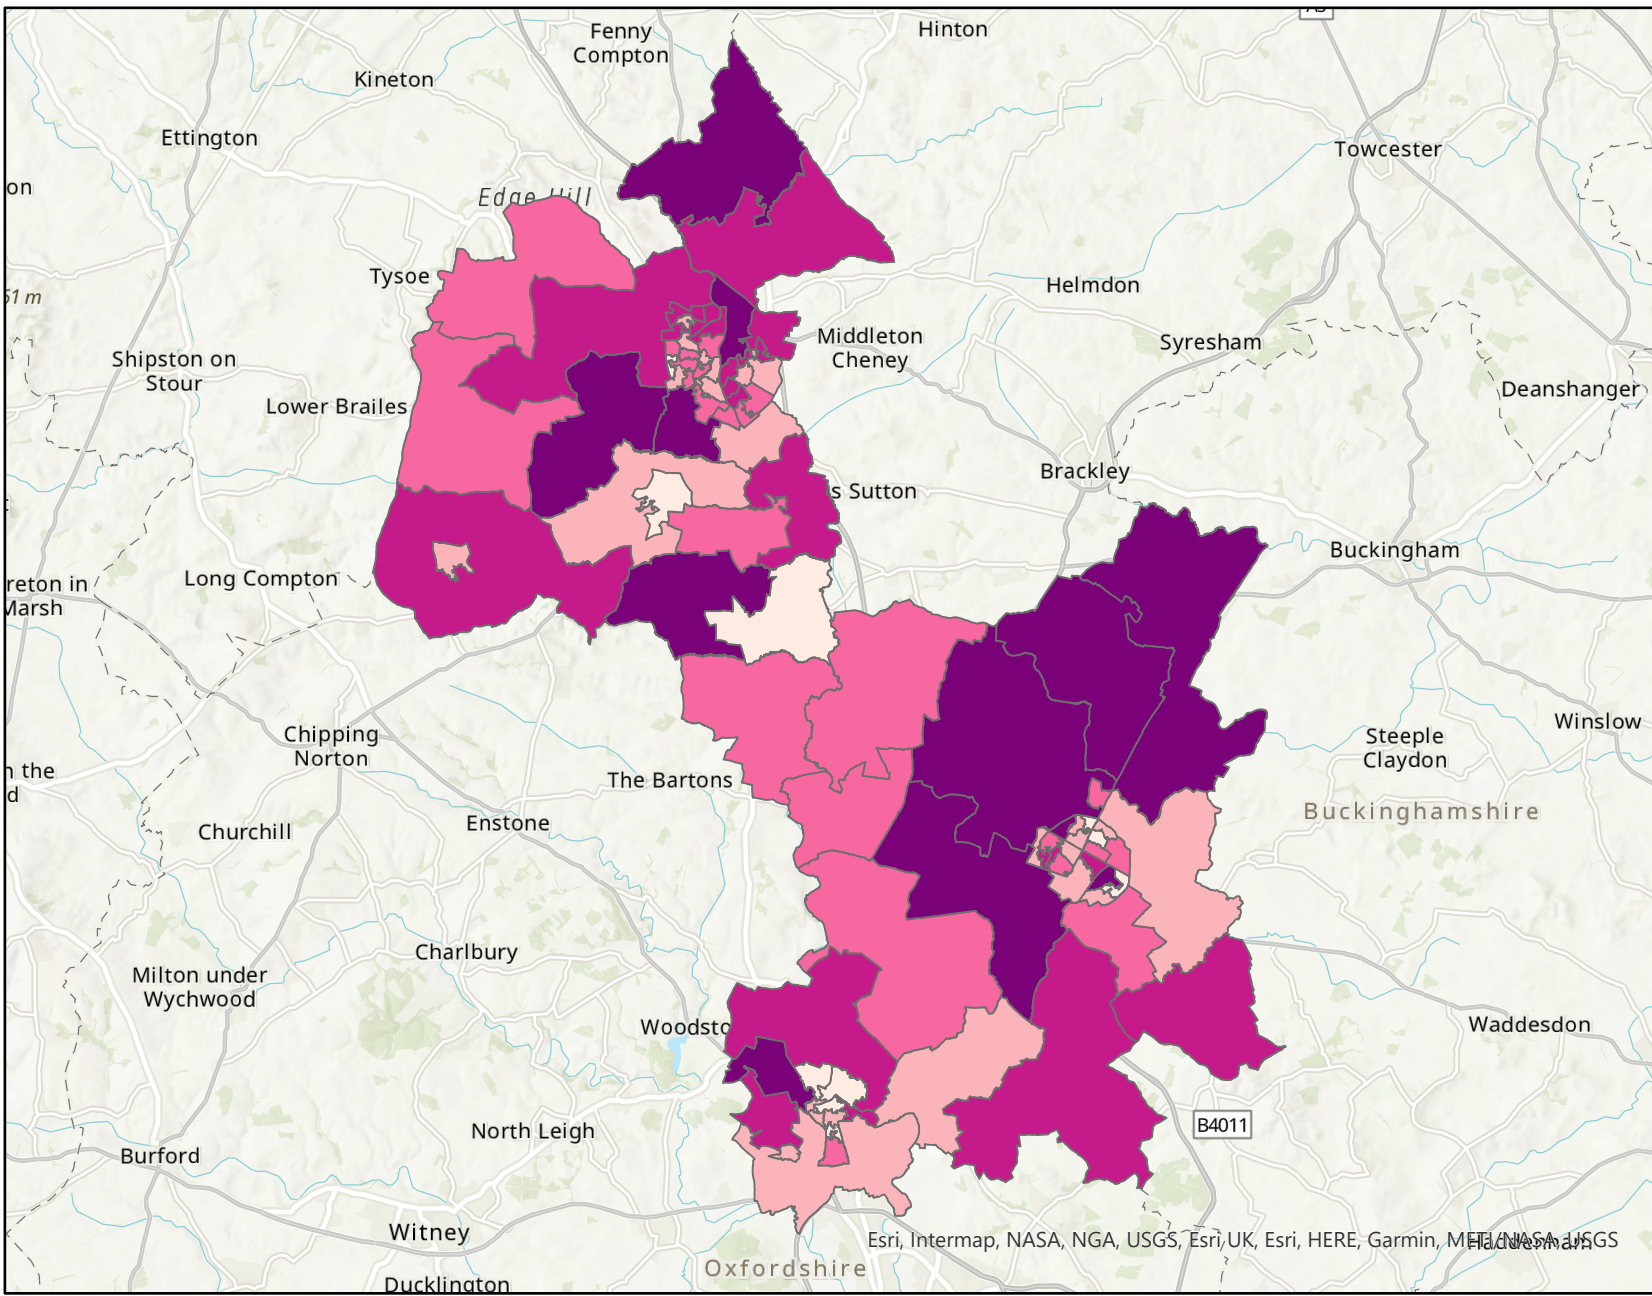 A5
Fenny
Compton
Hinton
Kineton
Ettington
Towcester
on
Edge Hill
Tysoe
Helmdon
51 m
Middleton
Cheney
Syresham
Shipston on
Stour
Deanshanger
Lower Brailes
Brackley
s Sutton
Buckingham
Long Compton
reton in
Marsh
Winslow
Chipping
Norton
Steeple
Claydon
n the
d
The Bartons
Buckinghamshire
Enstone
Churchill
Charlbury
Milton under
Wychwood
Woodsto
Waddesdon
North Leigh
B4011
Burford
Witney
Esri, Intermap, NASA, NGA, USGS, Esri UK, Esri, HERE, Garmin, METI/NASA, USGS
Haddenham
Oxfordshire
Ducklington